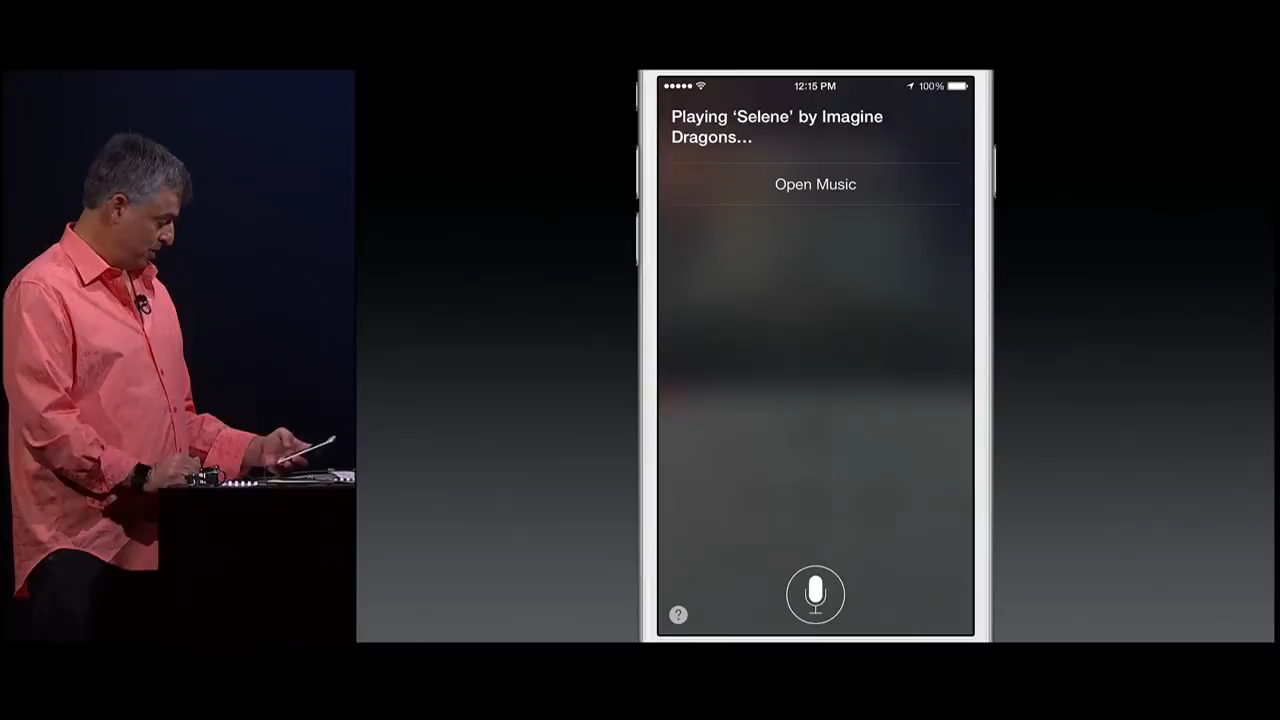 12:15 PM
100%
Playing ‘Selene’ by Imagine
Dragons…
Open Music
?